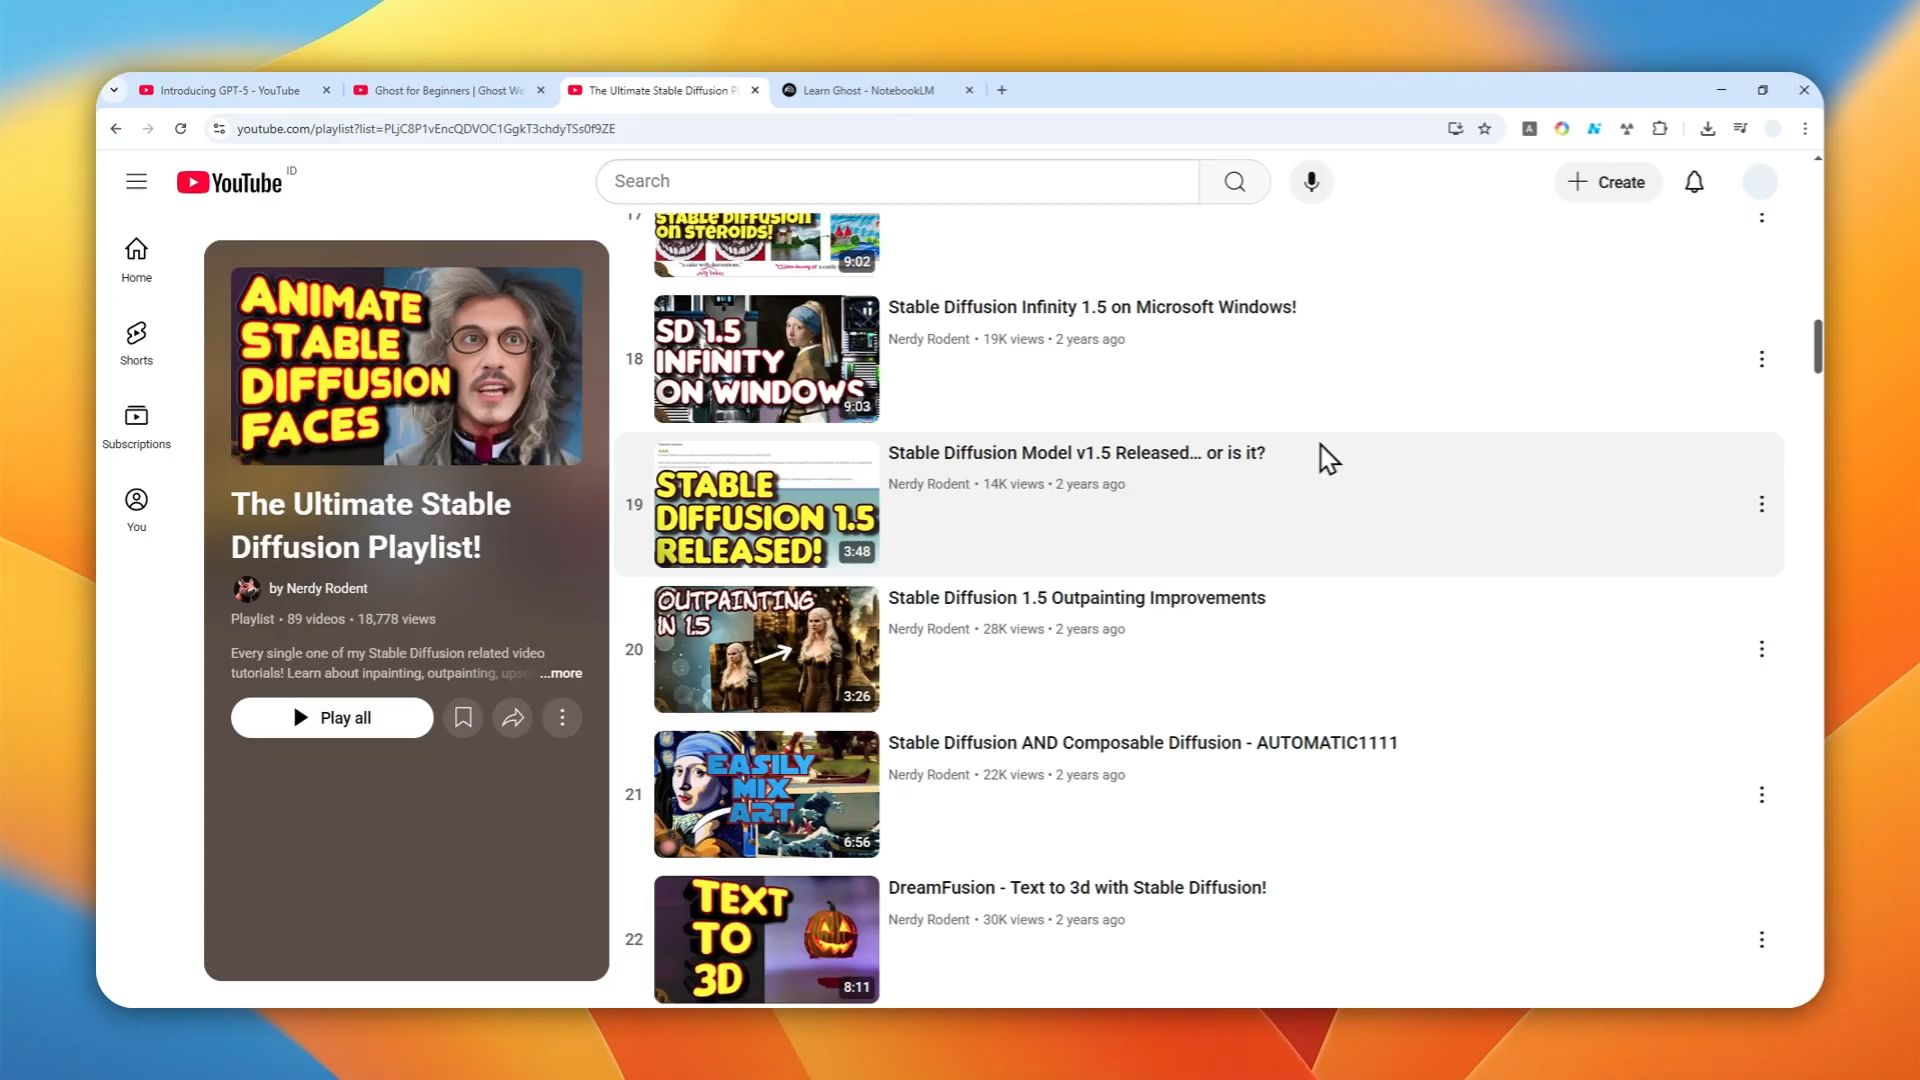 Introducing GPT-5 - YouTube
Ghost for Beginners | Ghost We
The Ultimate Stable Diffusion P
Learn Ghost - NotebookLM
youtube.com/playlist?list=PLjC8P1vEncQDVOC1GgkT3chdyTSs0f9ZE
YouTube ID
Search
Create
Home
Shorts
Subscriptions
You
ANIMATE
STABLE
DIFFUSION
FACES
The Ultimate Stable
Diffusion Playlist!
by Nerdy Rodent
Playlist • 89 videos • 18,778 views
Every single one of my Stable Diffusion related video
tutorials! Learn about inpainting, outpainting, upsc ...more
Play all
17
STABLE DIFFUSION
ON STEROIDS!
9:02
18
SD 1.5
INFINITY
ON WINDOWS
9:03
Stable Diffusion Infinity 1.5 on Microsoft Windows!
Nerdy Rodent • 19K views • 2 years ago
19
STABLE
DIFFUSION 1.5
RELEASED!
3:48
Stable Diffusion Model v1.5 Released... or is it?
Nerdy Rodent • 14K views • 2 years ago
20
OUTPAINTING
IN 1.5
3:26
Stable Diffusion 1.5 Outpainting Improvements
Nerdy Rodent • 28K views • 2 years ago
21
EASILY
MIX
ART
6:56
Stable Diffusion AND Composable Diffusion - AUTOMATIC1111
Nerdy Rodent • 22K views • 2 years ago
22
TEXT
TO
3D
8:11
DreamFusion - Text to 3d with Stable Diffusion!
Nerdy Rodent • 30K views • 2 years ago